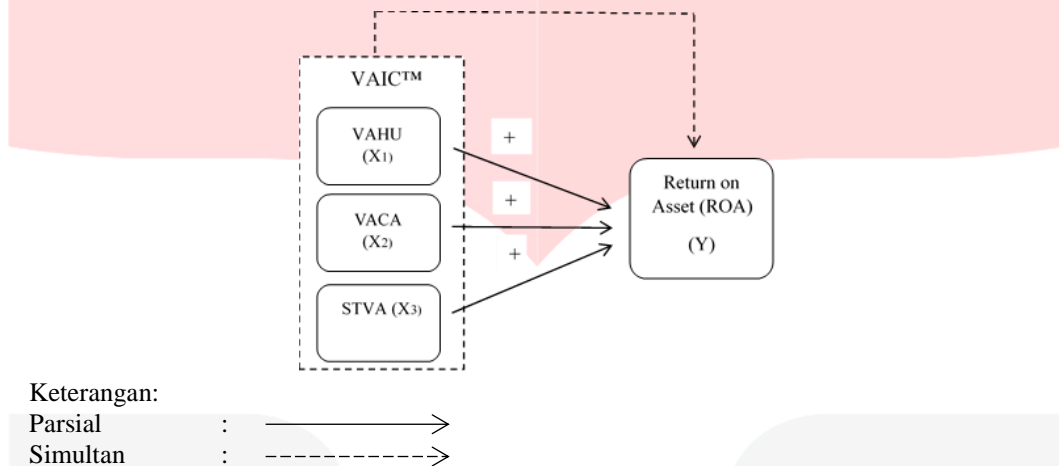 VAIC™
VAHU
(X1)
+
VACA
(X2)
+
STVA (X3)
+
Return on
Asset (ROA)
(Y)
Keterangan:
Parsial :
Simultan :